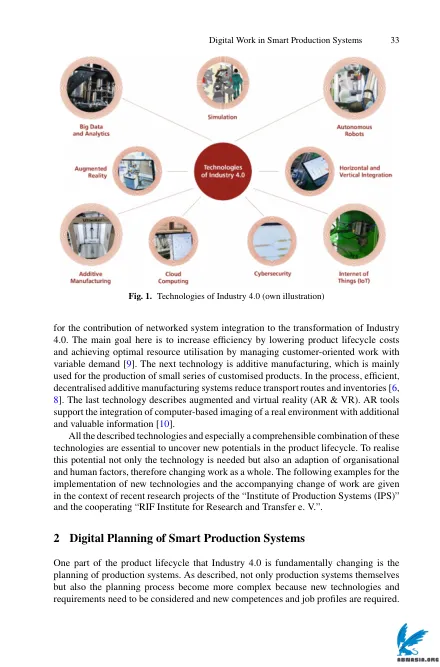 Digital Work in Smart Production Systems 33
Simulation
Big Data
and Analytics
Autonomous
Robots
Augmented
Reality
Technologies
of Industry 4.0
Horizontal and
Vertical Integration
Additive
Manufacturing
Cloud
Computing
Cybersecurity
Internet of
Things (IoT)
Fig. 1. Technologies of Industry 4.0 (own illustration)
for the contribution of networked system integration to the transformation of Industry
4.0. The main goal here is to increase efficiency by lowering product lifecycle costs
and achieving optimal resource utilisation by managing customer-oriented work with
variable demand [9]. The next technology is additive manufacturing, which is mainly
used for the production of small series of customised products. In the process, efficient,
decentralised additive manufacturing systems reduce transport routes and inventories [6,
8]. The last technology describes augmented and virtual reality (AR & VR). AR tools
support the integration of computer-based imaging of a real environment with additional
and valuable information [10].
All the described technologies and especially a comprehensive combination of these
technologies are essential to uncover new potentials in the product lifecycle. To realise
this potential not only the technology is needed but also an adaption of organisational
and human factors, therefore changing work as a whole. The following examples for the
implementation of new technologies and the accompanying change of work are given
in the context of recent research projects of the “Institute of Production Systems (IPS)”
and the cooperating “RIF Institute for Research and Transfer e. V.”.
2 Digital Planning of Smart Production Systems
One part of the product lifecycle that Industry 4.0 is fundamentally changing is the
planning of production systems. As described, not only production systems themselves
but also the planning process become more complex because new technologies and
requirements need to be considered and new competences and job profiles are required.